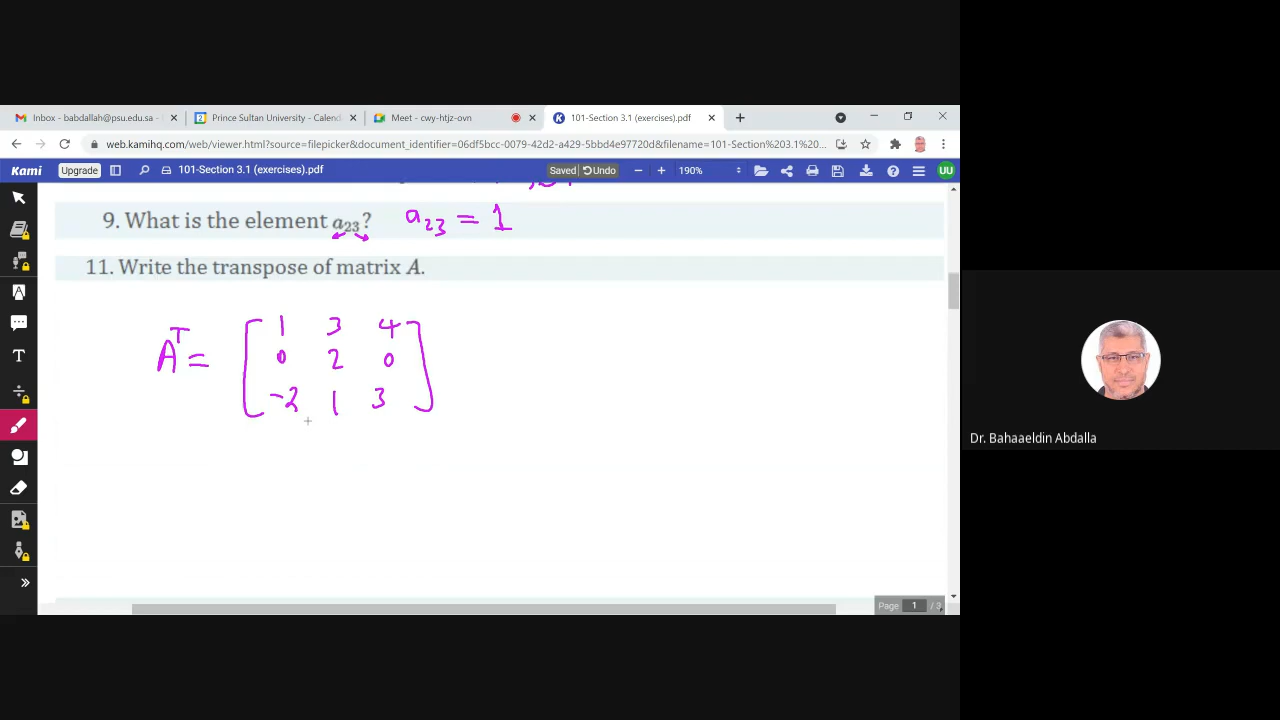 Inbox - babdallah@psu.edu.sa -
Prince Sultan University - Calend
Meet - cwy-htjz-ovn
101-Section 3.1 (exercises).pdf
web.kamihq.com/web/viewer.html?source=filepicker&document_identifier=06df5bcc-0079-42d2-a429-5bbd4e97720d&filename=101-Section%203.1%20...
Kami Upgrade 101-Section 3.1 (exercises).pdf Saved Undo 190% UU
9. What is the element a₂₃? a₂₃ = 1
11. Write the transpose of matrix A.
1 3 4
Aᵀ = 0 2 0
-2 1 3
Dr. Bahaaeldin Abdalla
T
Page 1 / 3